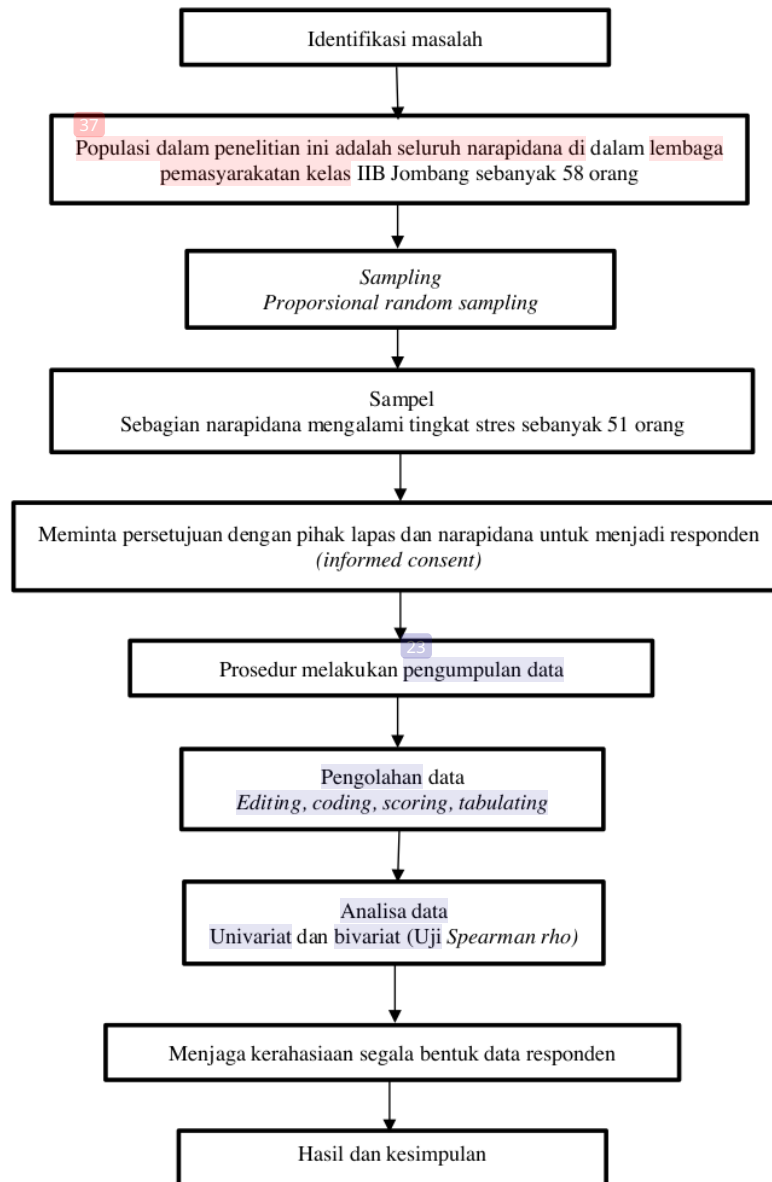 Identifikasi masalah
37
Populasi dalam penelitian ini adalah seluruh narapidana di dalam lembaga
pemasyarakatan kelas IIB Jombang sebanyak 58 orang
Sampling
Proporsional random sampling
Sampel
Sebagian narapidana mengalami tingkat stres sebanyak 51 orang
Meminta persetujuan dengan pihak lapas dan narapidana untuk menjadi responden
(informed consent)
23
Prosedur melakukan pengumpulan data
Pengolahan data
Editing, coding, scoring, tabulating
Analisa data
Univariat dan bivariat (Uji Spearman rho)
Menjaga kerahasiaan segala bentuk data responden
Hasil dan kesimpulan